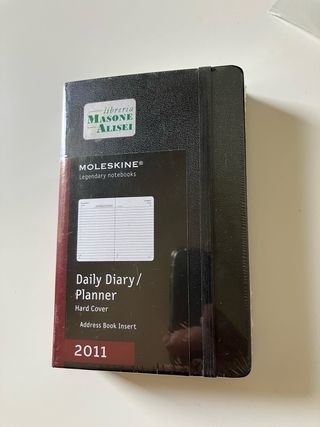 libreria
MASONE
ALISEI
MOLESKINE®
Legendary notebooks
Daily Diary/
Planner
Hard Cover
Address Book Insert
2011